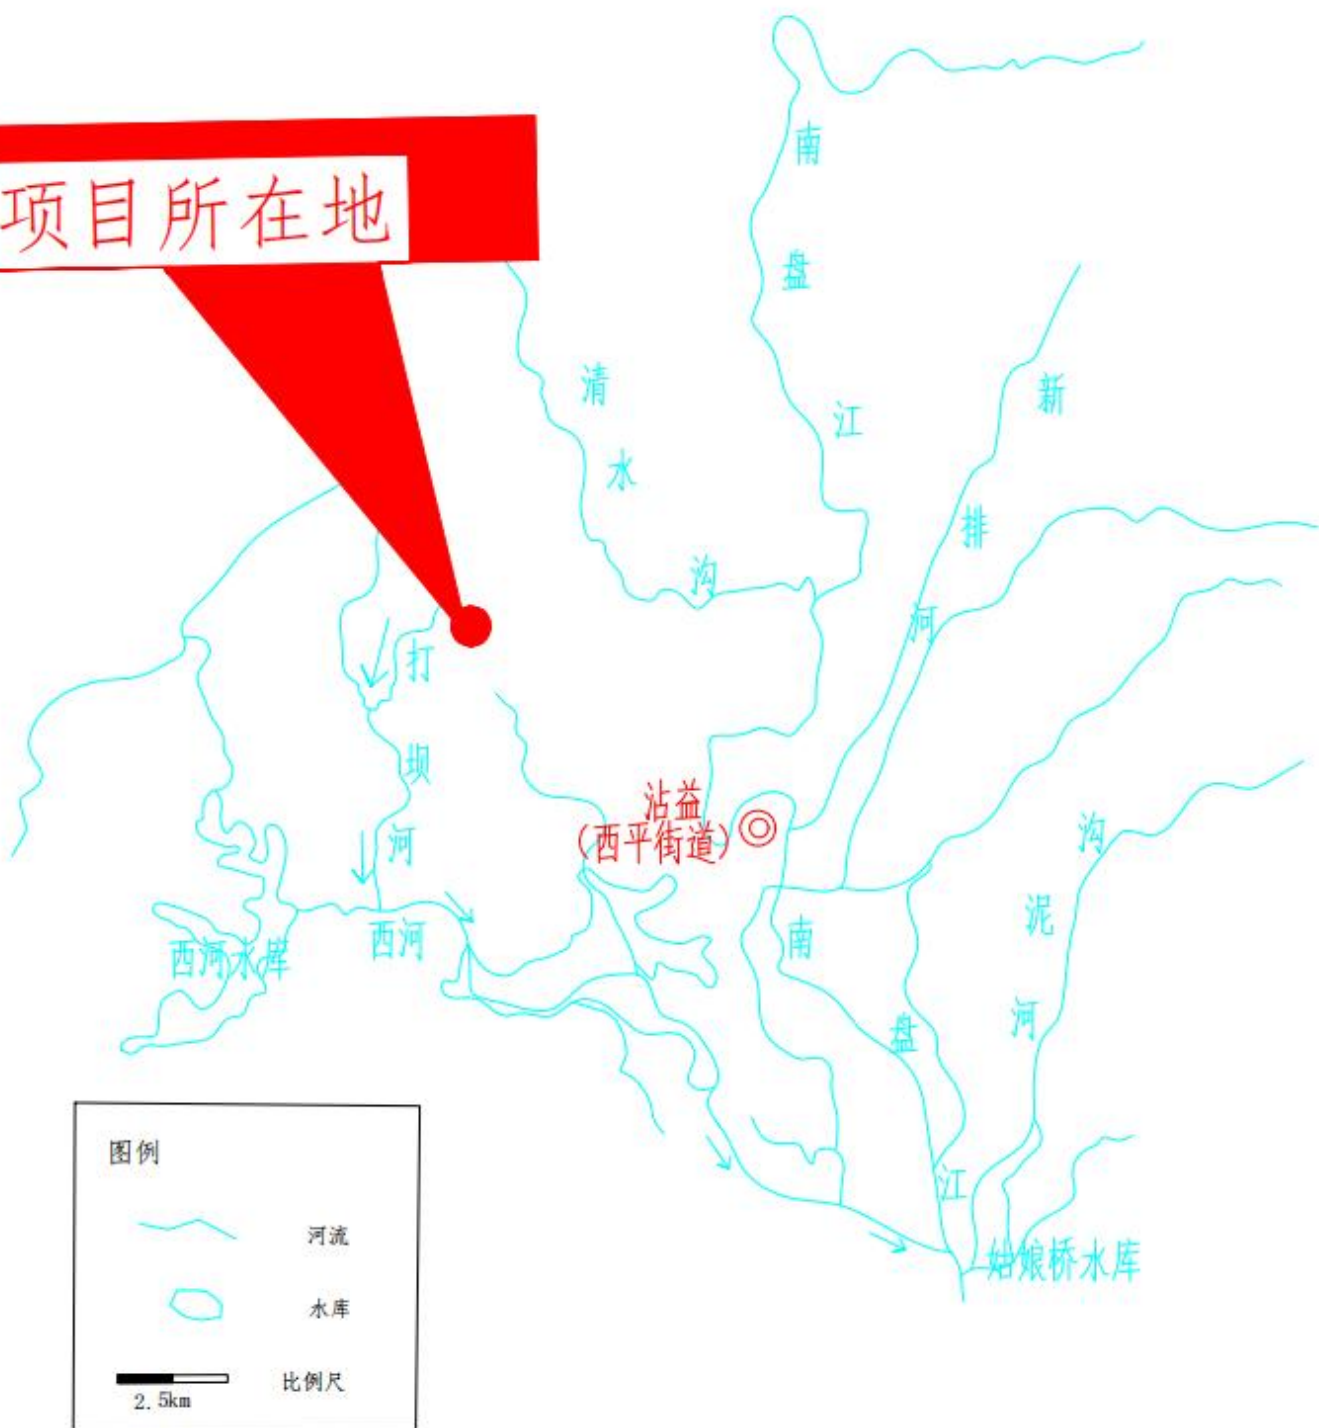 项目所在地
南盘江
清水沟
新排河
打坝河
沾益
(西平街道)
沟泥河
西河水库
西河
南盘江
姑娘桥水库
图例
河流
水库
比例尺
2.5km